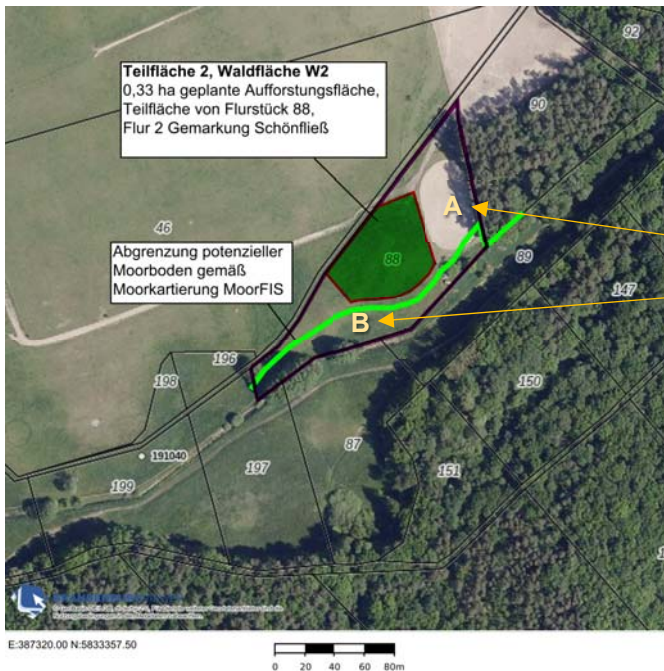 92
Teilfläche 2, Waldfläche W2
0,33 ha geplante Aufforstungsfläche,
Teilfläche von Flurstück 88,
Flur 2 Gemarkung Schönfließ
90
A
46
Abgrenzung potenzieller
Moorboden gemäß
Moorkartierung MoorFIS
88
89
147
B
196
198
150
87
191040
151
197
199
E:387320.00 N:5833357.50
0 20 40 60 80m